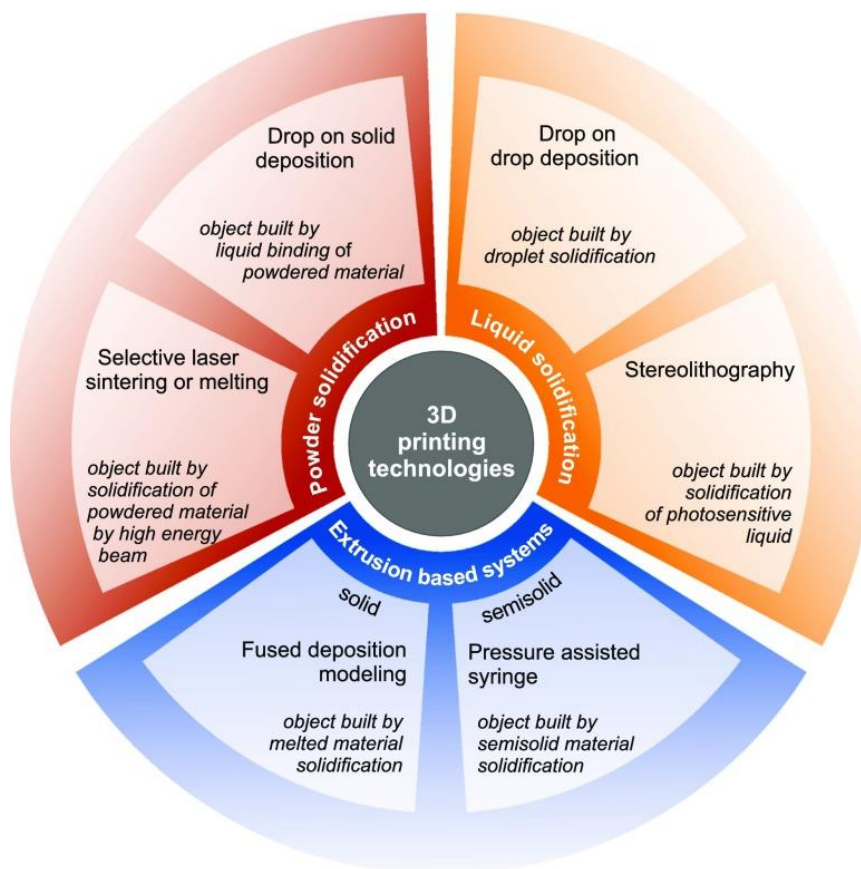 3D
printing
technologies
Powder solidification
Drop on solid
deposition
object built by
liquid binding of
powdered material
Selective laser
sintering or melting
object built by
solidification of
powdered material
by high energy
beam
Liquid solidification
Drop on
drop deposition
object built by
droplet solidification
Stereolithography
object built by
solidification
of photosensitive
liquid
Extrusion based systems
solid
Fused deposition
modeling
object built by
melted material
solidification
semisolid
Pressure assisted
syringe
object built by
semisolid material
solidification